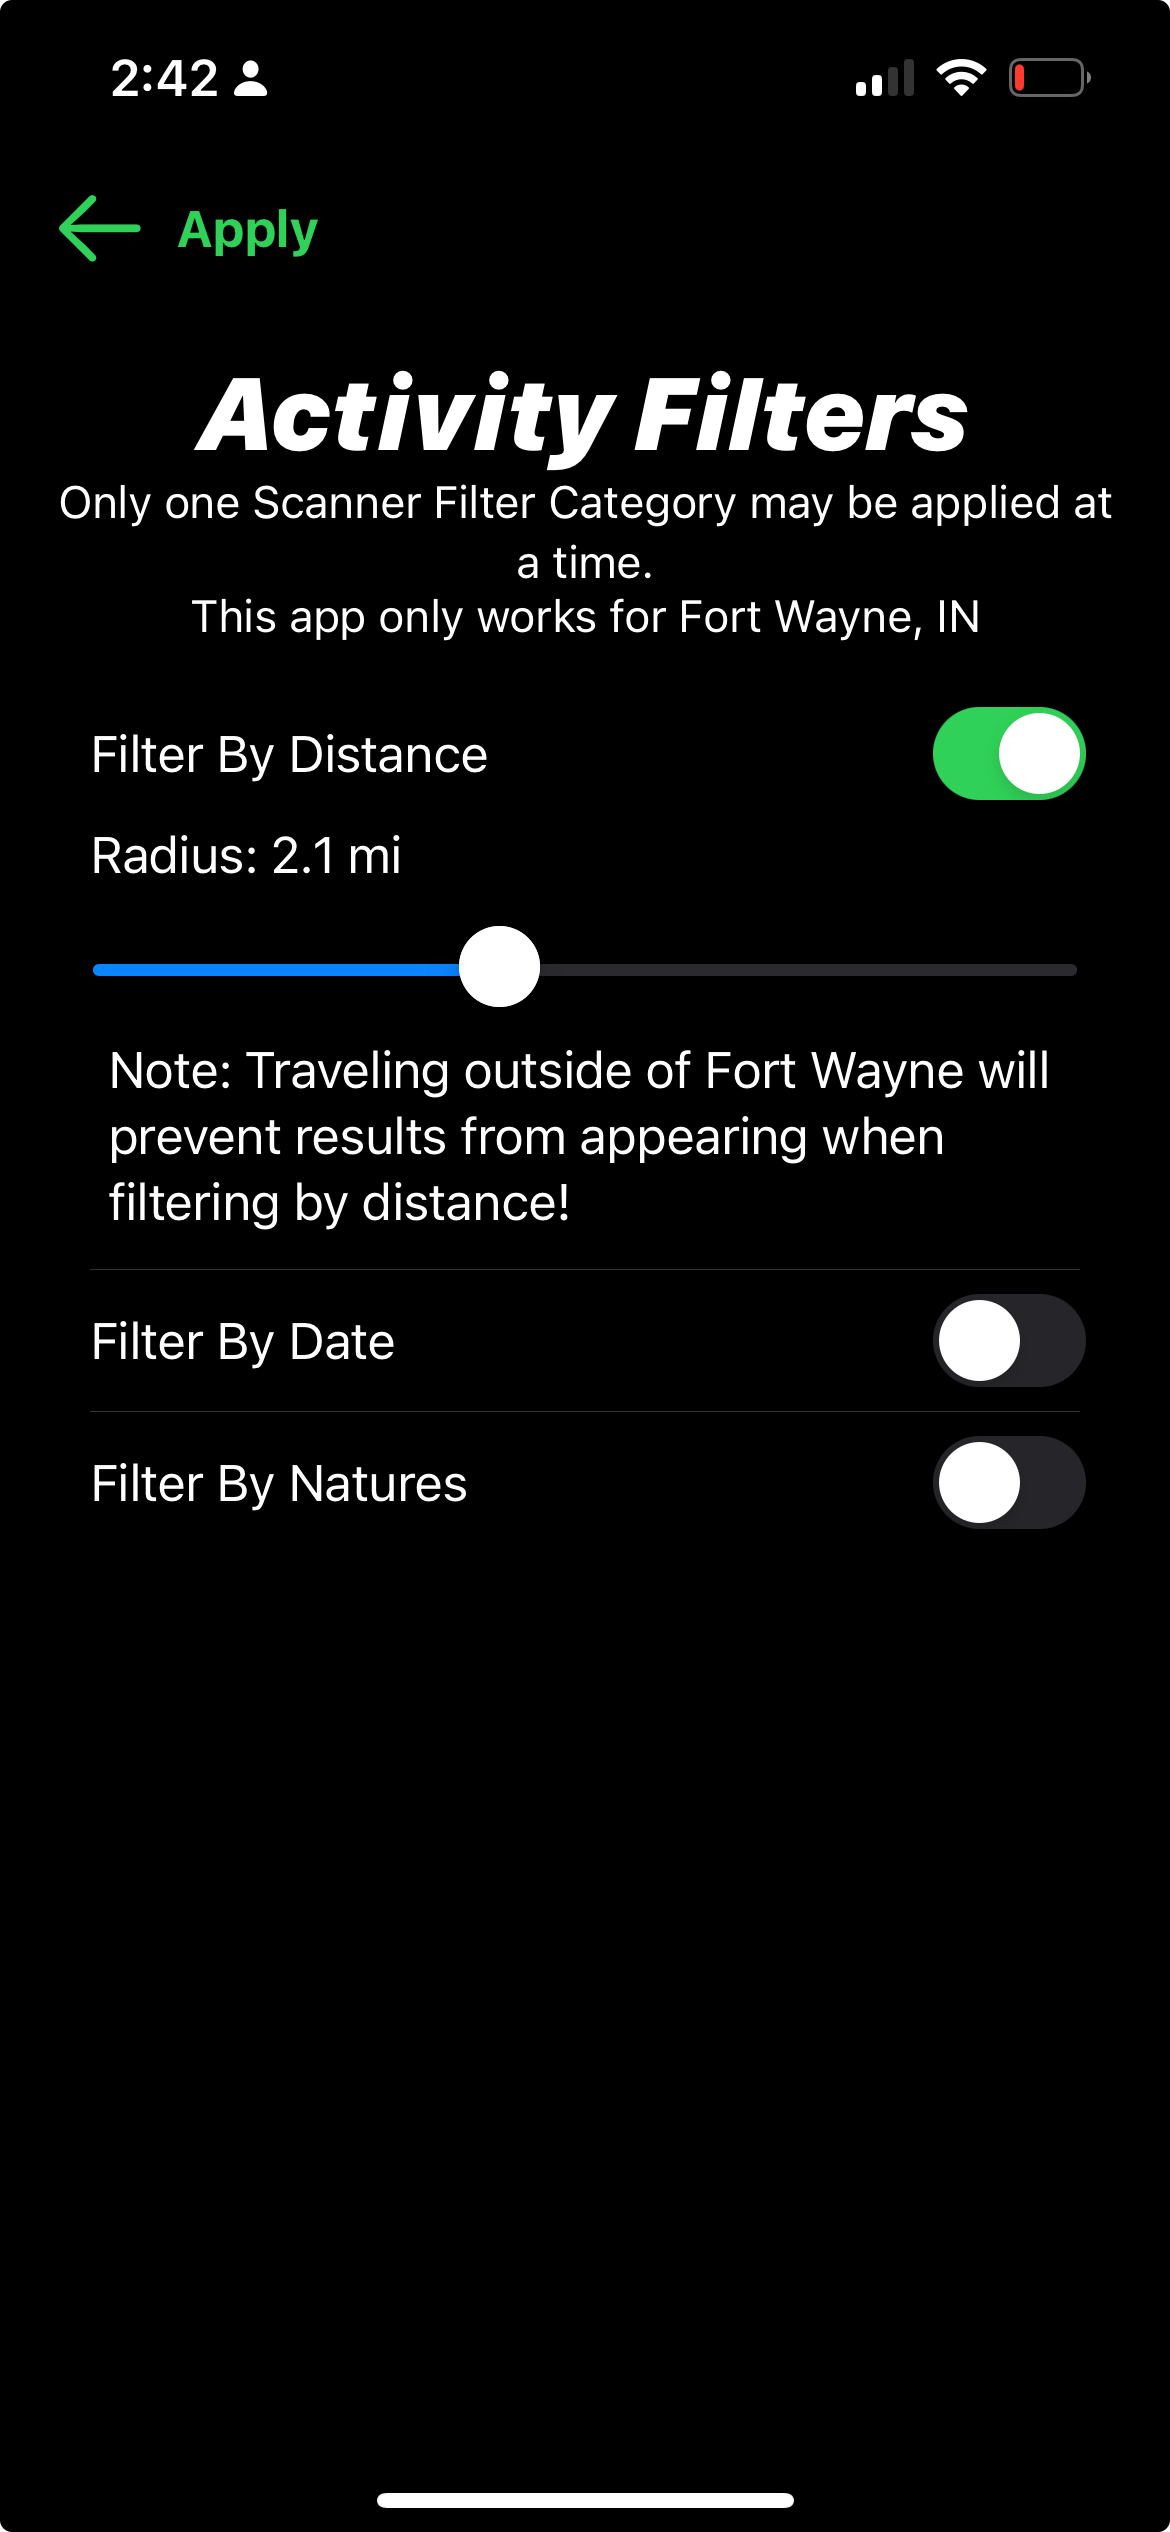 2:42
Apply
Activity Filters
Only one Scanner Filter Category may be applied at
a time.
This app only works for Fort Wayne, IN
Filter By Distance
Radius: 2.1 mi
Note: Traveling outside of Fort Wayne will
prevent results from appearing when
filtering by distance!
Filter By Date
Filter By Natures